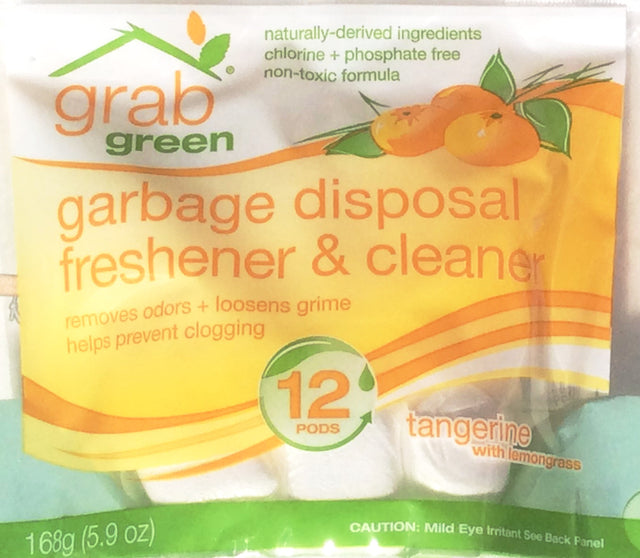 naturally-derived ingredients
chlorine + phosphate free
non-toxic formula
grab
green®
garbage disposal
freshener & cleaner
removes odors + loosens grime
helps prevent clogging
12
PODS
tangerine
with lemongrass
168g (5.9 oz)
CAUTION: Mild Eye Irritant See Back Panel